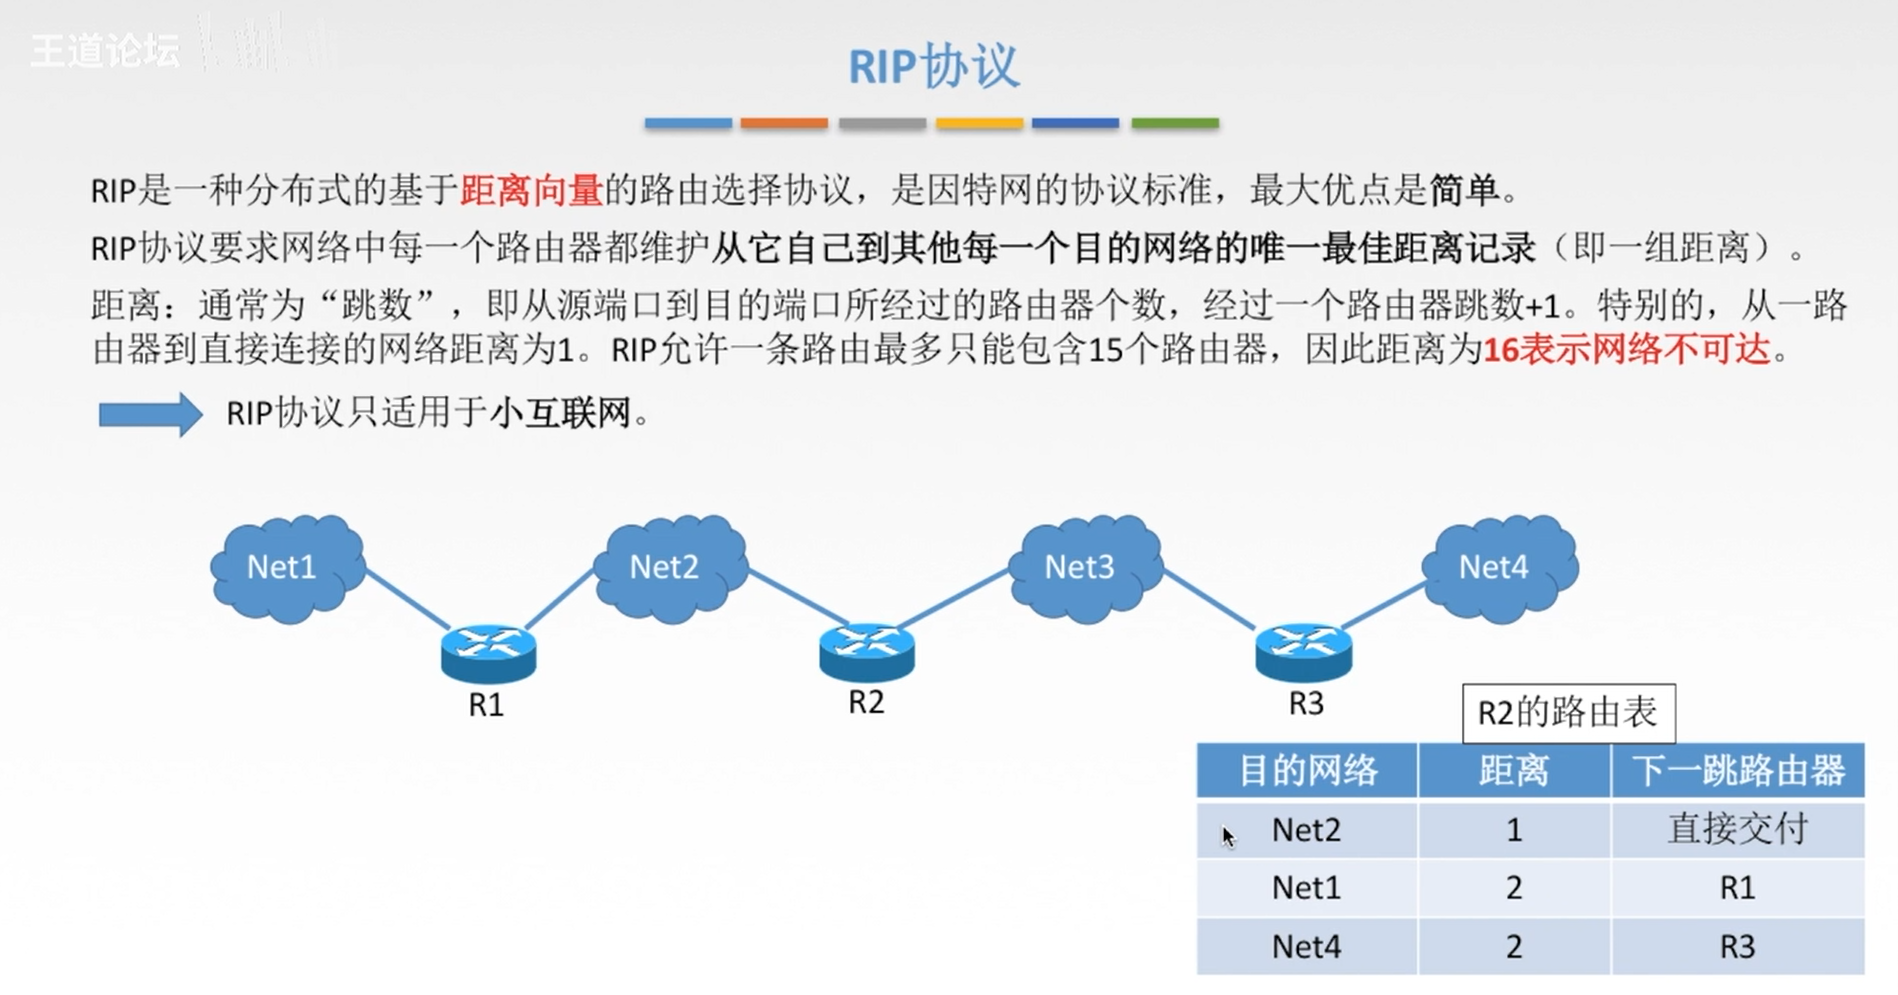 王道论坛
RIP协议
RIP是一种分布式的基于距离向量的路由选择协议，是因特网的协议标准，最大优点是简单。
RIP协议要求网络中每一个路由器都维护从它自己到其他每一个目的网络的唯一最佳距离记录（即一组距离）。
距离：通常为“跳数”，即从源端口到目的端口所经过的路由器个数，经过一个路由器跳数+1。特别的，从一路
由器到直接连接的网络距离为1。RIP允许一条路由最多只能包含15个路由器，因此距离为16表示网络不可达。
RIP协议只适用于小互联网。
Net1 Net2 Net3 Net4
R1 R2 R3
R2的路由表
目的网络 距离 下一跳路由器
Net2 1 直接交付
Net1 2 R1
Net4 2 R3